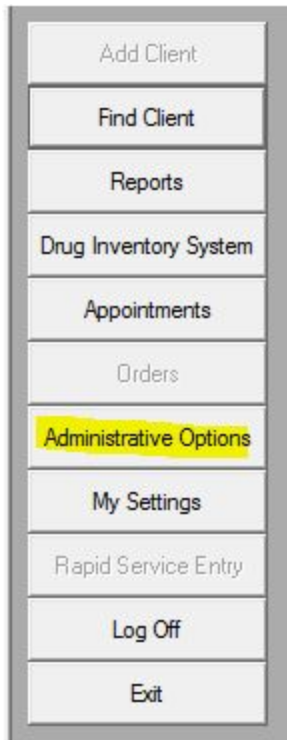 Add Client
Find Client
Reports
Drug Inventory System
Appointments
Orders
Administrative Options
My Settings
Rapid Service Entry
Log Off
Exit